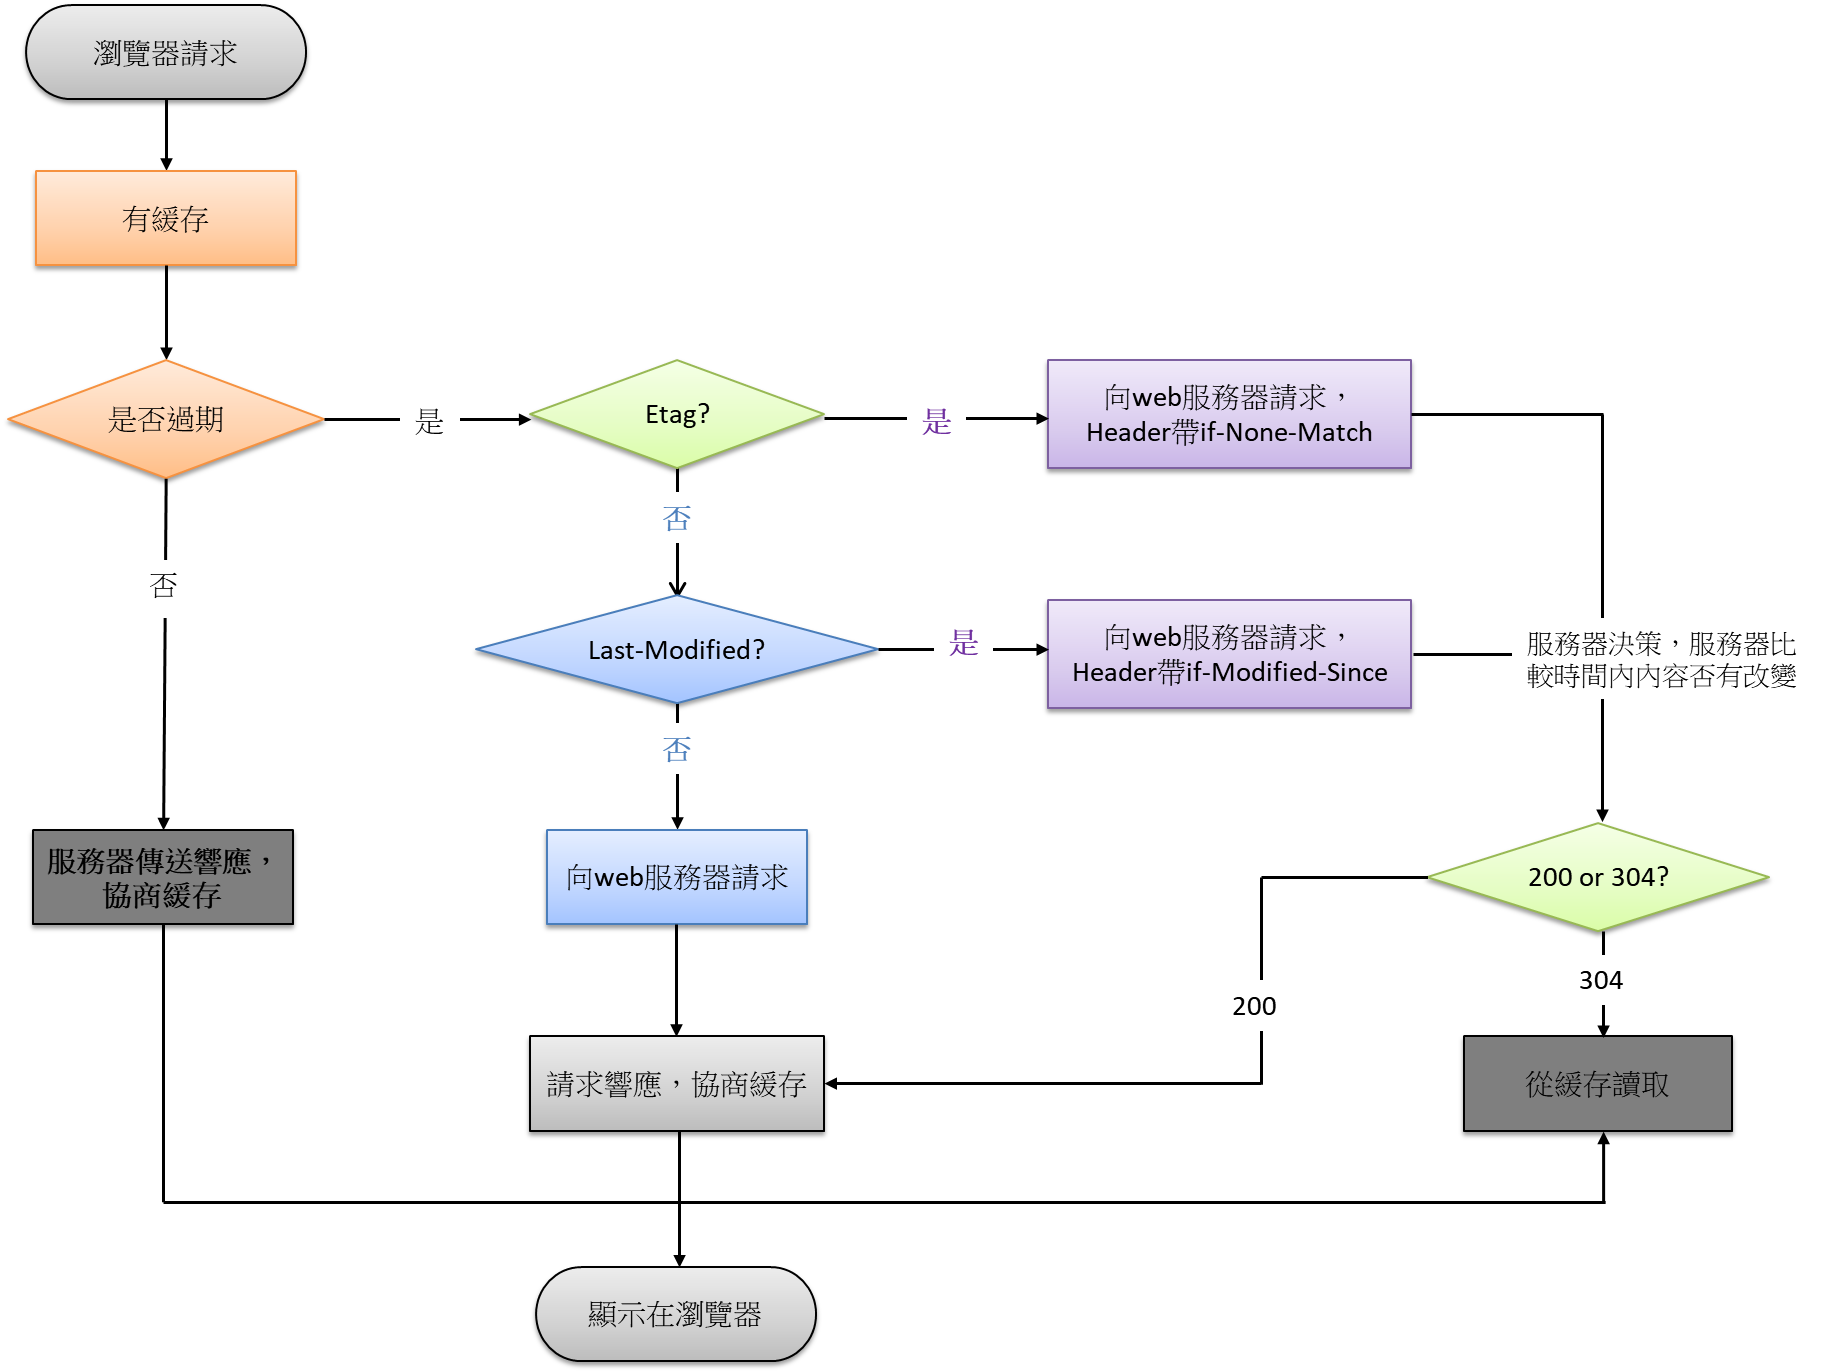 瀏覽器請求
有緩存
是否過期
是
Etag?
是
向web服務器請求，
Header帶if-None-Match
否
否
Last-Modified?
是
向web服務器請求，
Header帶if-Modified-Since
服務器決策，服務器比
較時間內內容否有改變
否
服務器傳送響應，
協商緩存
向web服務器請求
200 or 304?
304
200
請求響應，協商緩存
從緩存讀取
顯示在瀏覽器